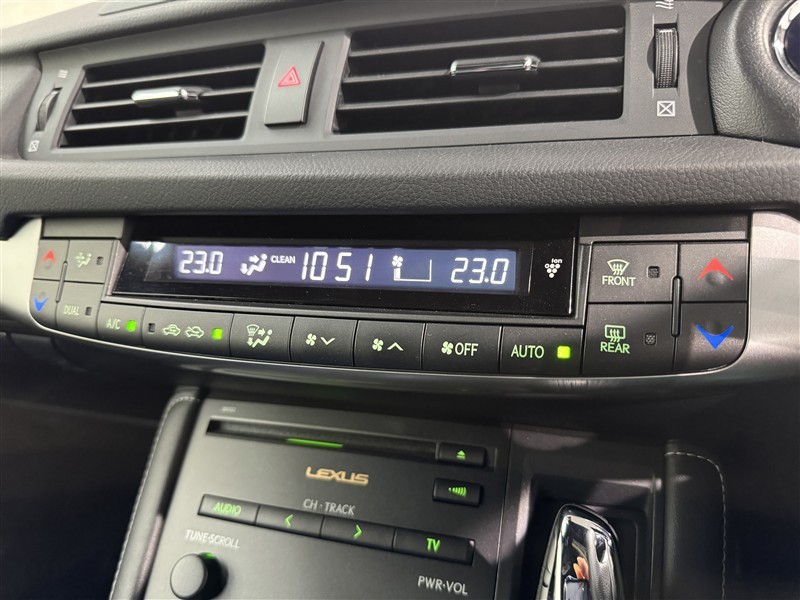 23.0 CLEAN 10 51 23.0
ion
FRONT
DUAL
A/C
OFF
AUTO
REAR
LEXUS
CH·TRACK
AUDIO
TV
TUNE·SCROLL
PWR·VOL